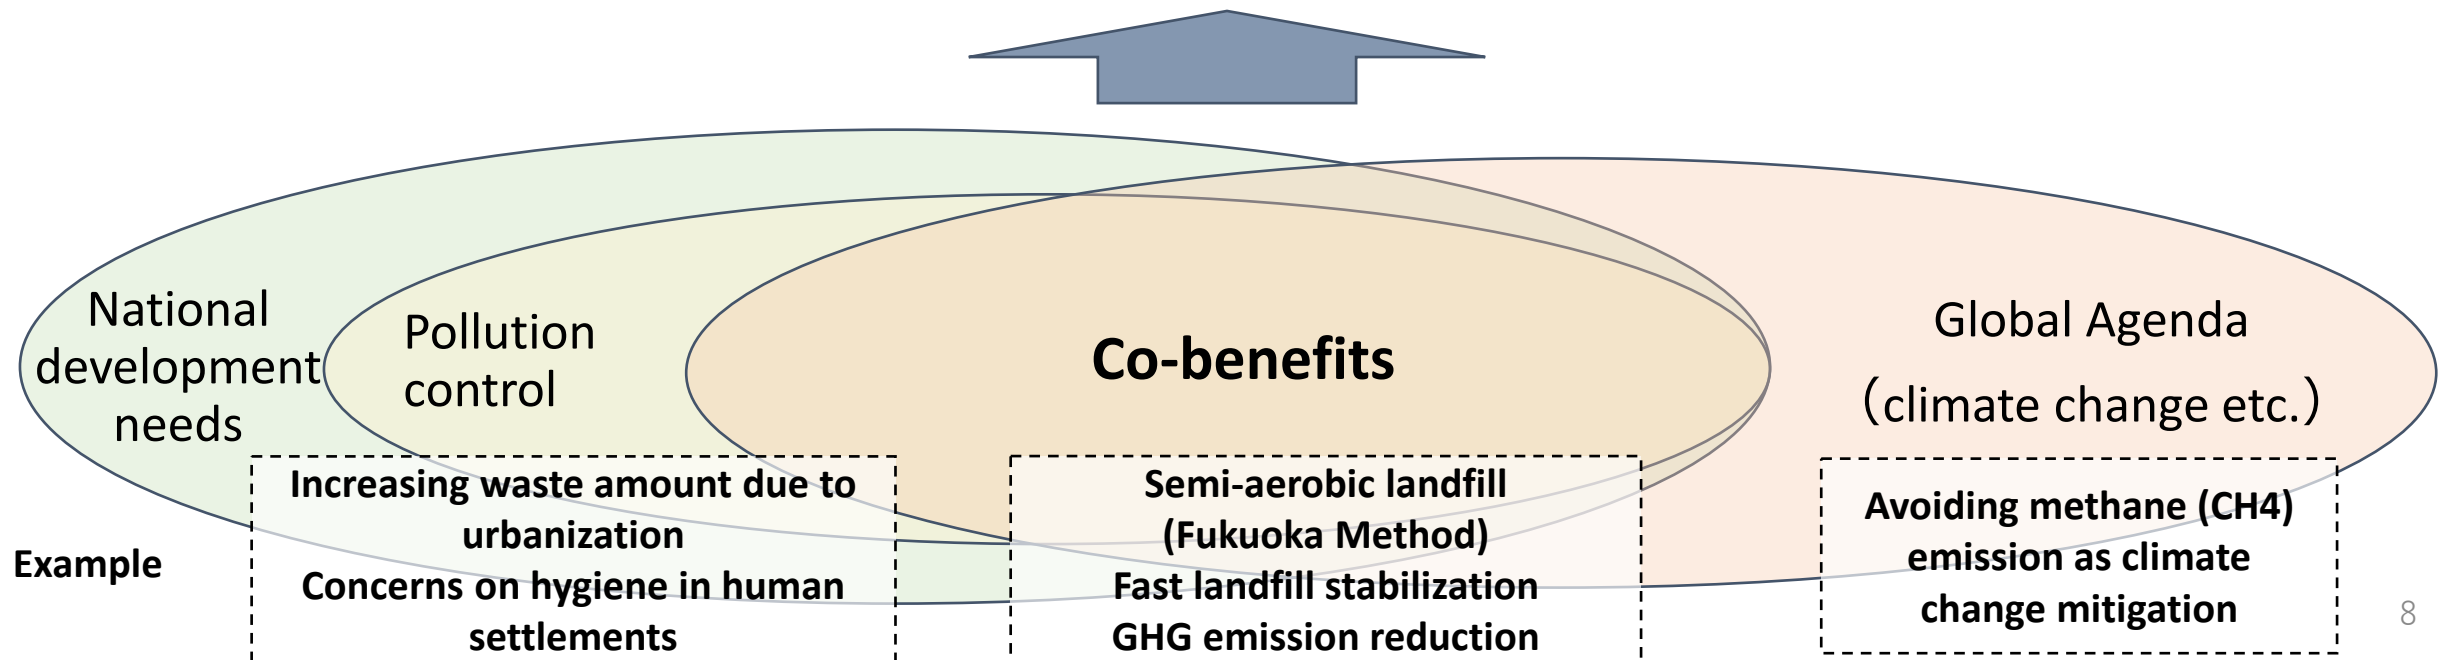 National
development
needs
Pollution
control
Co-benefits
Global Agenda
（climate change etc.）
Example
Increasing waste amount due to
urbanization
Concerns on hygiene in human
settlements
Semi-aerobic landfill
(Fukuoka Method)
Fast landfill stabilization
GHG emission reduction
Avoiding methane (CH4)
emission as climate
change mitigation
8